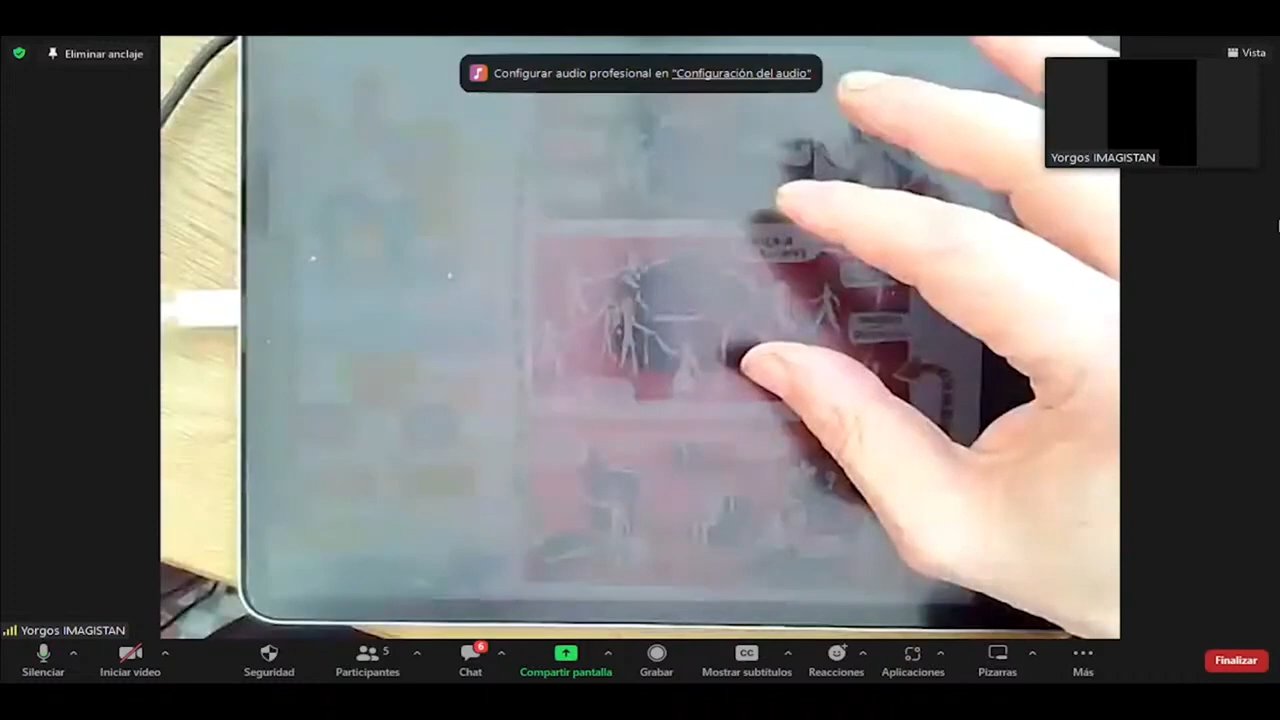 Eliminar anclaje
Configurar audio profesional en "Configuración del audio"
Vista
Yorgos IMAGISTAN
Yorgos IMAGISTAN
Silenciar
Iniciar vídeo
Seguridad
5
Participantes
6
Chat
Compartir pantalla
Grabar
CC
Mostrar subtítulos
Reacciones
Aplicaciones
Pizarras
Más
Finalizar